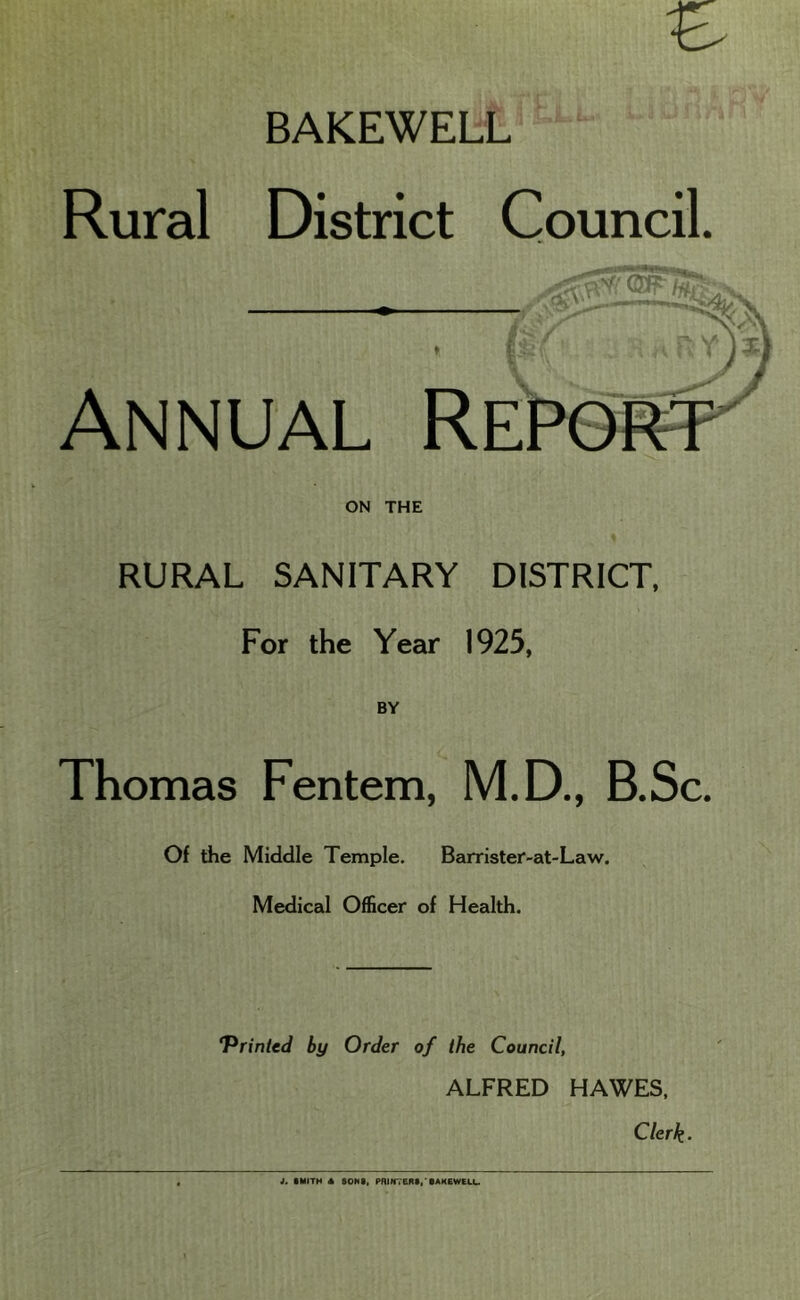 BAKEWELL
Rural District Council.
ANNUAL REPORT
ON THE
RURAL SANITARY DISTRICT,
For the Year 1925,
BY
Thomas Fentem, M.D., B.Sc.
Of the Middle Temple. Barrister-at-Law.
Medical Officer of Health.
Printed by Order of the Council,
ALFRED HAWES,
Clerk.
J. SMITH & SONS, PRINTERS, BAKEWELL.